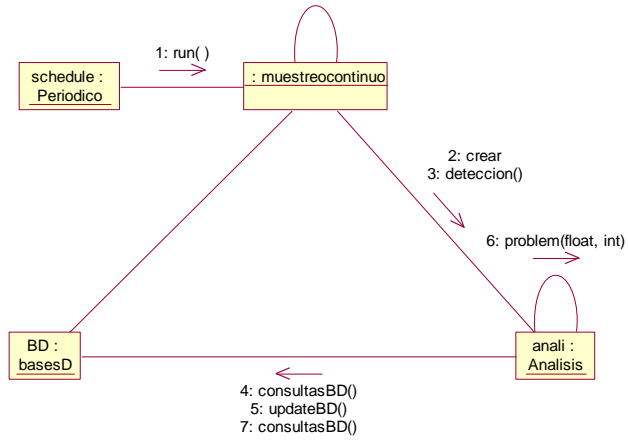 1: run( )
schedule :
Periodico
: muestreocontinuo
2: crear
3: deteccion()
6: problem(float, int)
BD :
basesD
anali :
Analisis
4: consultasBD()
5: updateBD()
7: consultasBD()